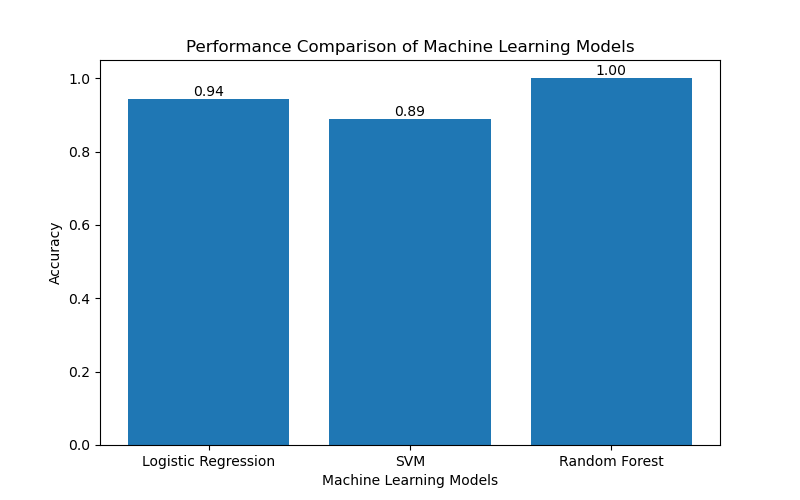 Performance Comparison of Machine Learning Models
Accuracy
1.0
0.8
0.6
0.4
0.2
0.0
0.94
0.89
1.00
Logistic Regression
SVM
Random Forest
Machine Learning Models